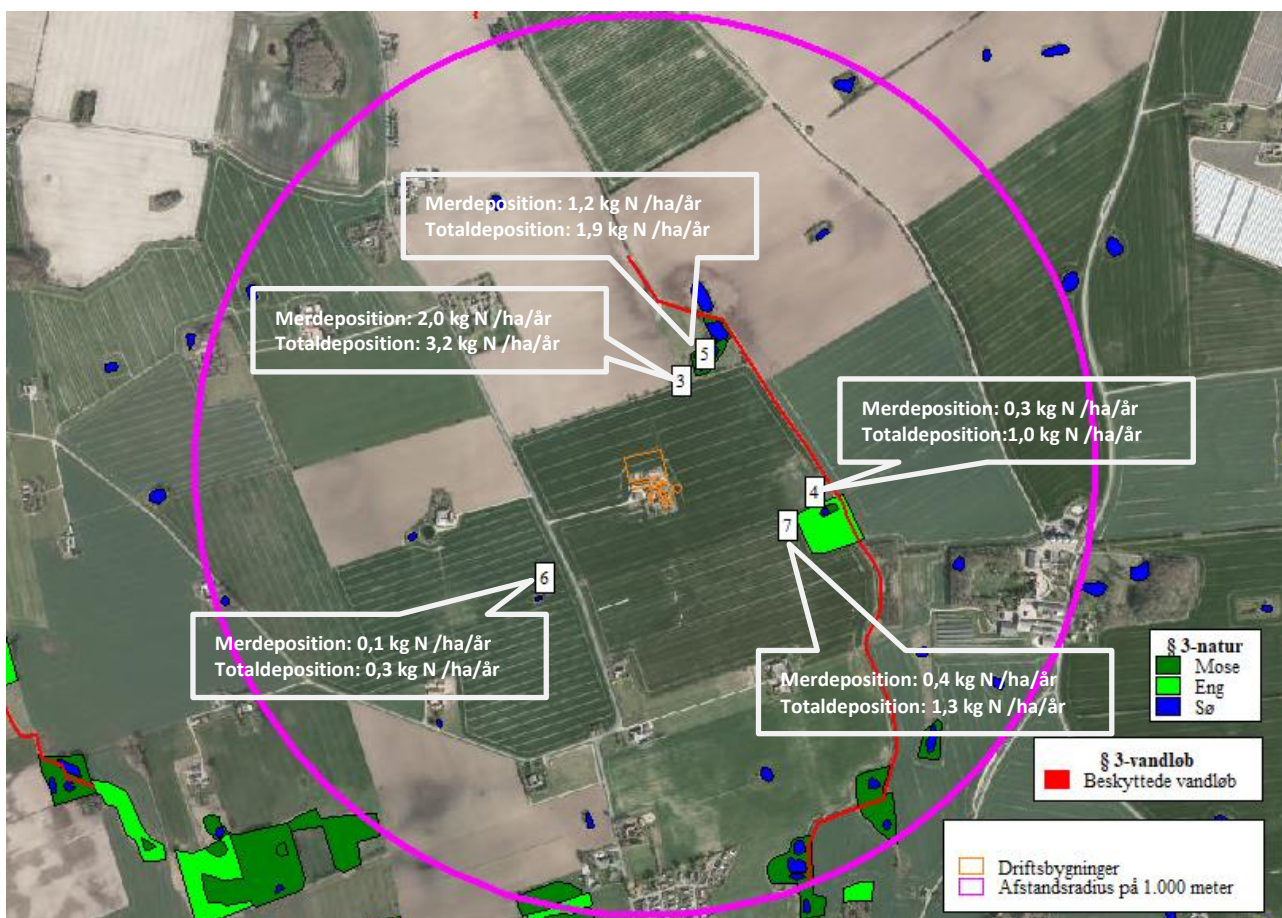 Merdeposition: 1,2 kg N /ha/år
Totaldeposition: 1,9 kg N /ha/år
Merdeposition: 2,0 kg N /ha/år
Totaldeposition: 3,2 kg N /ha/år
5
3
Merdeposition: 0,3 kg N /ha/år
Totaldeposition:1,0 kg N /ha/år
4
7
6
Merdeposition: 0,1 kg N /ha/år
Totaldeposition: 0,3 kg N /ha/år
Merdeposition: 0,4 kg N /ha/år
Totaldeposition: 1,3 kg N /ha/år
§ 3-natur
Mose
Eng
Sø
§ 3-vandløb
Beskyttede vandløb
Driftsbygninger
Afstandsradius på 1.000 meter